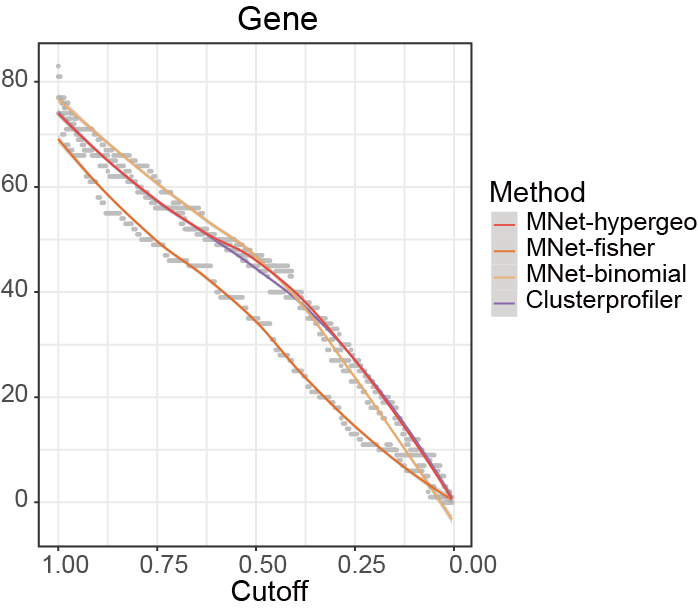 Gene
80
60
40
20
0
1.00 0.75 0.50 0.25 0.00
Cutoff
Method
MNet-hypergeo
MNet-fisher
MNet-binomial
Clusterprofiler